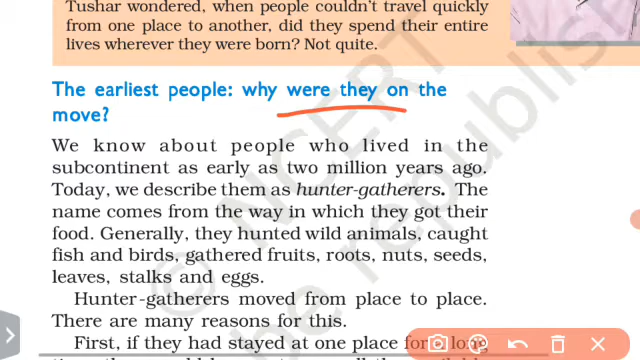 Tushar wondered, when people couldn't travel quickly
from one place to another, did they spend their entire
lives wherever they were born? Not quite.
The earliest people: why were they on the
move?
We know about people who lived in the
subcontinent as early as two million years ago.
Today, we describe them as hunter-gatherers. The
name comes from the way in which they got their
food. Generally, they hunted wild animals, caught
fish and birds, gathered fruits, roots, nuts, seeds,
leaves, stalks and eggs.
Hunter-gatherers moved from place to place.
There are many reasons for this.
First, if they had stayed at one place for a long
© NCERT
be republis